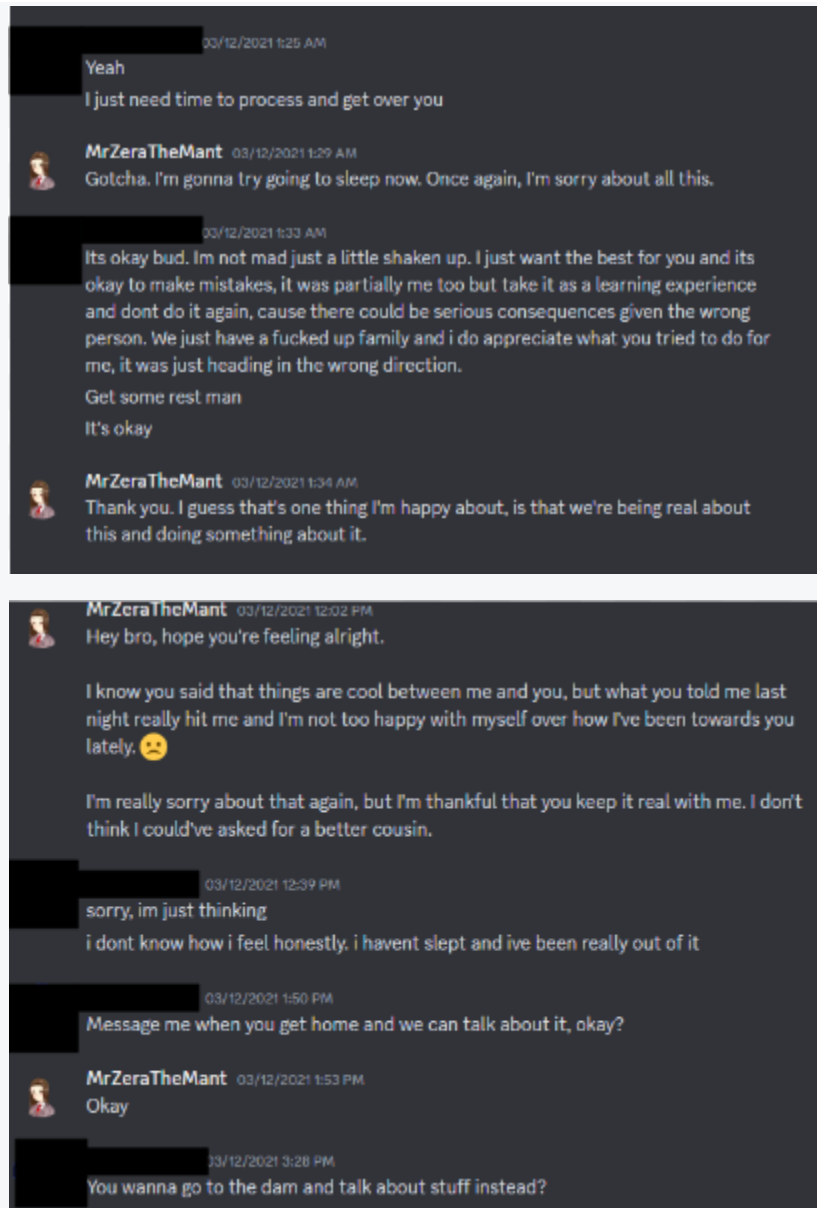 03/12/2021 1:25 AM
Yeah
I just need time to process and get over you
MrZeraTheMant 03/12/2021 1:29 AM
Gotcha. I'm gonna try going to sleep now. Once again, I'm sorry about all this.
03/12/2021 1:33 AM
Its okay bud. Im not mad just a little shaken up. I just want the best for you and its
okay to make mistakes, it was partially me too but take it as a learning experience
and dont do it again, cause there could be serious consequences given the wrong
person. We just have a fucked up family and i do appreciate what you tried to do for
me, it was just heading in the wrong direction.
Get some rest man
It's okay
MrZeraTheMant 03/12/2021 1:34 AM
Thank you. I guess that's one thing I'm happy about, is that we're being real about
this and doing something about it.
MrZeraTheMant 03/12/2021 12:02 PM
Hey bro, hope you're feeling alright.
I know you said that things are cool between me and you, but what you told me last
night really hit me and I'm not too happy with myself over how I've been towards you
lately.
I'm really sorry about that again, but I'm thankful that you keep it real with me. I don't
think I could've asked for a better cousin.
03/12/2021 12:39 PM
sorry, im just thinking
i dont know how i feel honestly. i havent slept and ive been really out of it
03/12/2021 1:50 PM
Message me when you get home and we can talk about it, okay?
MrZeraTheMant 03/12/2021 1:53 PM
Okay
03/12/2021 3:28 PM
You wanna go to the dam and talk about stuff instead?